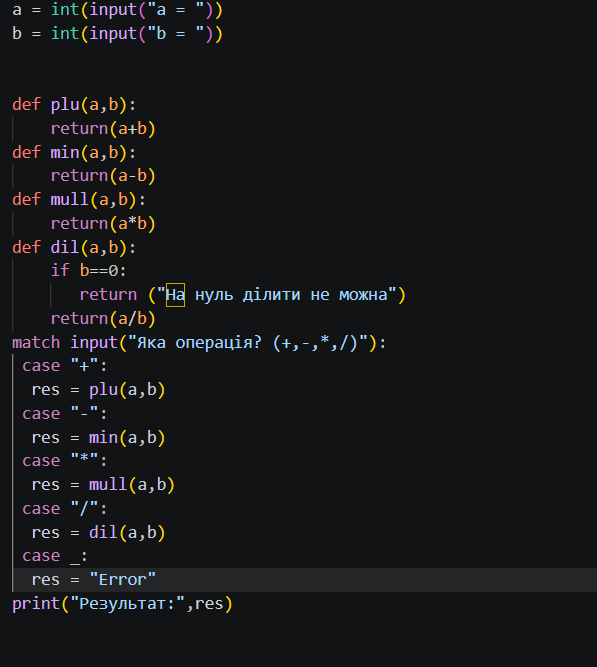 a = int(input("a = "))
b = int(input("b = "))
def plu(a,b):
    return(a+b)
def min(a,b):
    return(a-b)
def mull(a,b):
    return(a*b)
def dil(a,b):
    if b==0:
       return ("На нуль ділити не можна")
    return(a/b)
match input("Яка операція? (+,-,*,/)"):
 case "+":
  res = plu(a,b)
 case "-":
  res = min(a,b)
 case "*":
  res = mull(a,b)
 case "/":
  res = dil(a,b)
 case _:
  res = "Error"
print("Результат:",res)